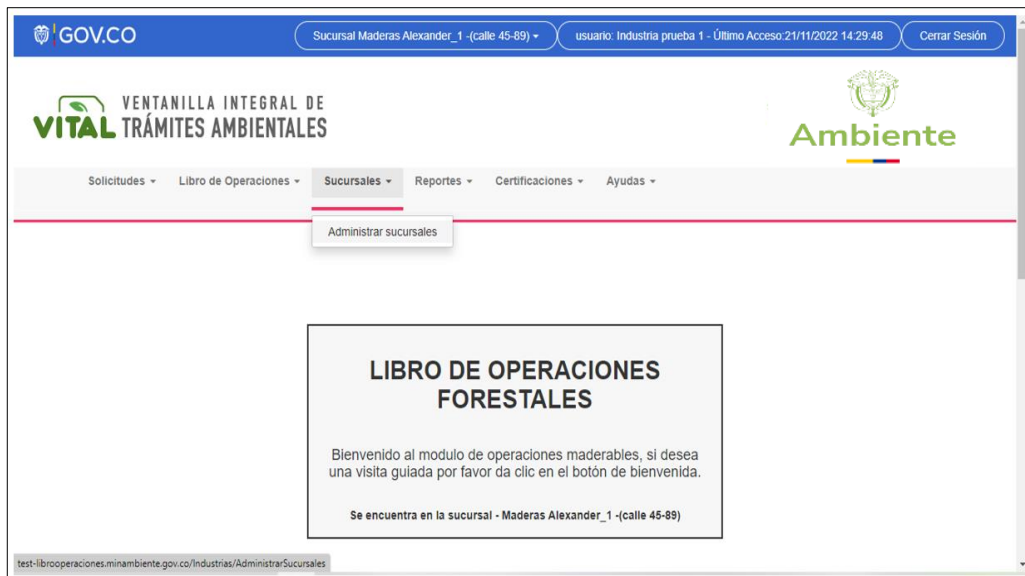 GOV.CO
Sucursal Maderas Alexander_1 -(calle 45-89)
usuario: Industria prueba 1 - Último Acceso:21/11/2022 14:29:48
Cerrar Sesión
VITAL
VENTANILLA INTEGRAL DE
TRÁMITES AMBIENTALES
Ambiente
Solicitudes
Libro de Operaciones
Sucursales
Reportes
Certificaciones
Ayudas
Administrar sucursales
LIBRO DE OPERACIONES
FORESTALES
Bienvenido al modulo de operaciones maderables, si desea
una visita guiada por favor da clic en el botón de bienvenida.
Se encuentra en la sucursal - Maderas Alexander_1 -(calle 45-89)
test-librooperaciones.minambiente.gov.co/Industrias/AdministrarSucursales